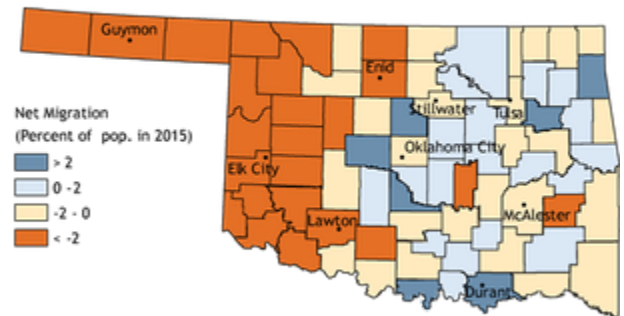 Guymon
Enid
Stillwater
Tulsa
Net Migration
(Percent of pop. in 2015)
> 2
0 -2
-2 - 0
< -2
Oklahoma City
Elk City
Lawton
McAlester
Durant